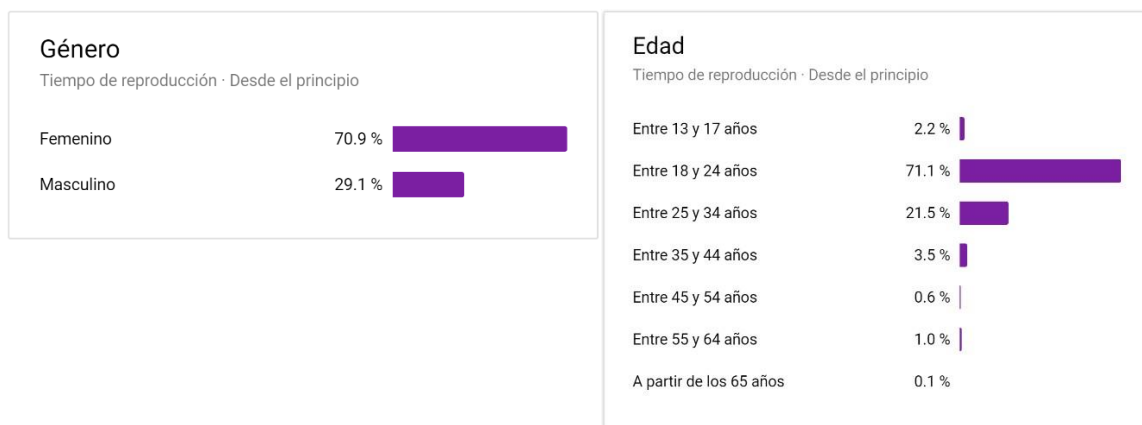 Género
Tiempo de reproducción · Desde el principio
Femenino 70.9 %
Masculino 29.1 %
Edad
Tiempo de reproducción · Desde el principio
Entre 13 y 17 años 2.2 %
Entre 18 y 24 años 71.1 %
Entre 25 y 34 años 21.5 %
Entre 35 y 44 años 3.5 %
Entre 45 y 54 años 0.6 %
Entre 55 y 64 años 1.0 %
A partir de los 65 años 0.1 %